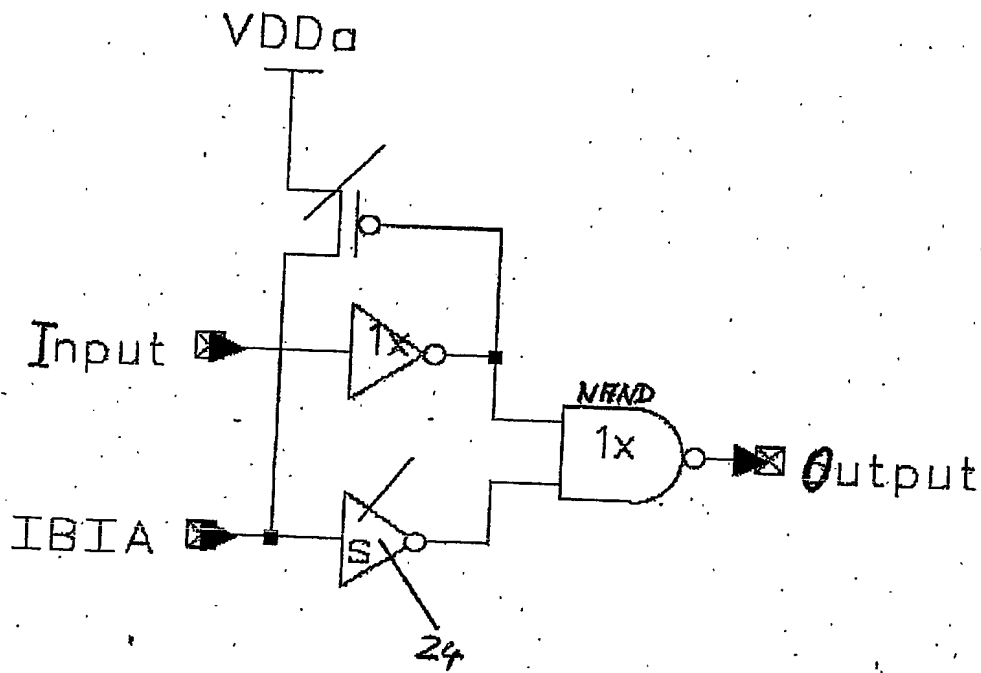 VDDa
Input
1x
NAND
1x
Output
IBIA
S
24